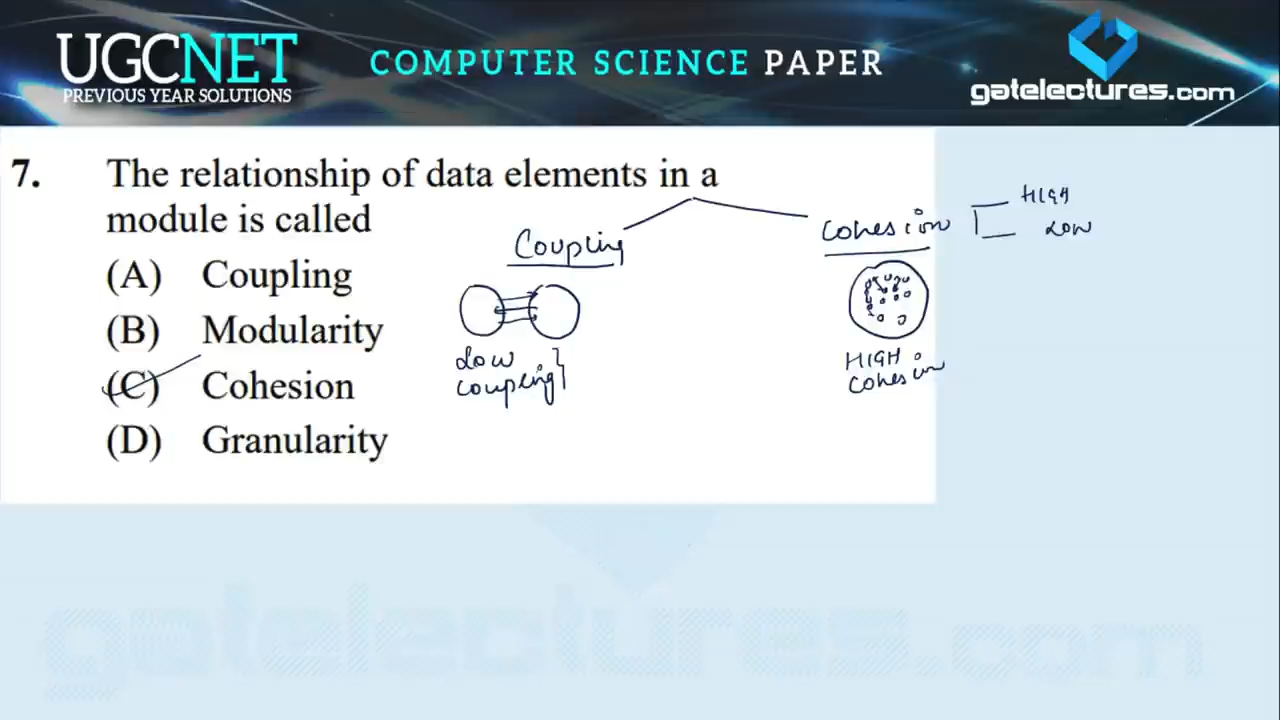 UGCNET
PREVIOUS YEAR SOLUTIONS
COMPUTER SCIENCE PAPER
gatelectures.com
7. The relationship of data elements in a
module is called
(A) Coupling
(B) Modularity
(C) Cohesion
(D) Granularity
Coupling
Low
coupling
Cohesion
HIGH
LOW
HIGH
Cohesion
gatelectures.com